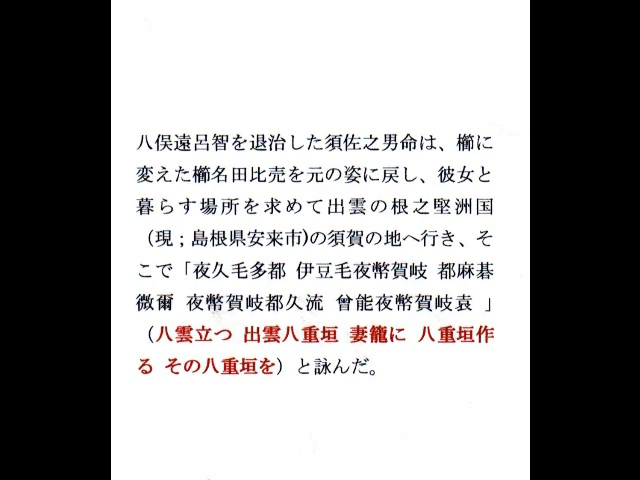 八俣遠呂智を退治した須佐之男命は、櫛に
変えた櫛名田比売を元の姿に戻し、彼女と
暮らす場所を求めて出雲の根之堅洲国
（現；島根県安来市)の須賀の地へ行き、そ
こで「夜久毛多都 伊豆毛夜幣賀岐 都麻碁
微爾 夜幣賀岐都久流 曾能夜幣賀岐袁 」
（八雲立つ 出雲八重垣 妻籠に 八重垣作
る その八重垣を）と詠んだ。